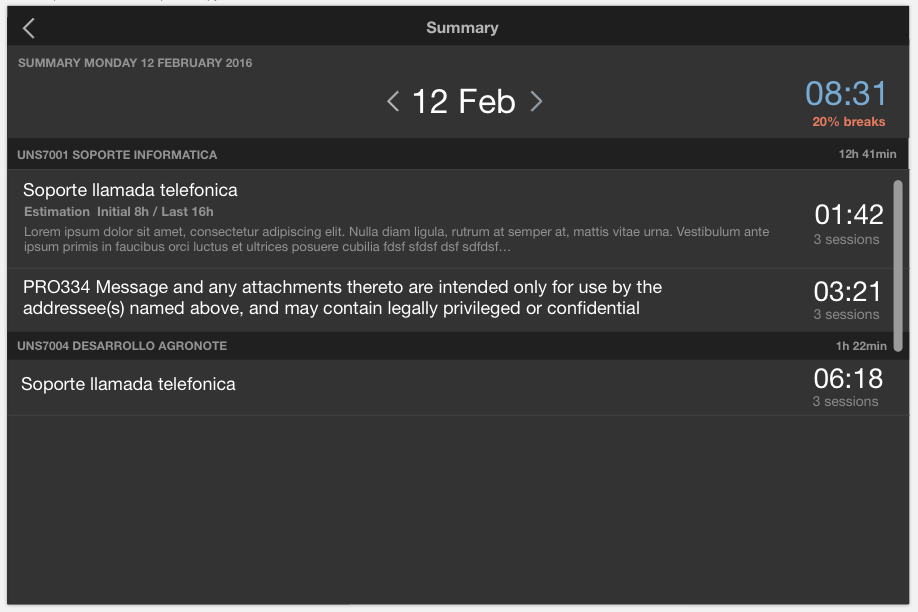 Summary
SUMMARY MONDAY 12 FEBRUARY 2016
12 Feb
08:31
20% breaks
UNS7001 SOPORTE INFORMATICA
12h 41min
Soporte llamada telefonica
Estimation Initial 8h / Last 16h
Lorem ipsum dolor sit amet, consectetur adipiscing elit. Nulla diam ligula, rutrum at semper at, mattis vitae urna. Vestibulum ante
ipsum primis in faucibus orci luctus et ultrices posuere cubilia fdsf sfdsf dsf sdfdsf...
01:42
3 sessions
PRO334 Message and any attachments thereto are intended only for use by the
addressee(s) named above, and may contain legally privileged or confidential
03:21
3 sessions
UNS7004 DESARROLLO AGRONOTE
1h 22min
Soporte llamada telefonica
06:18
3 sessions